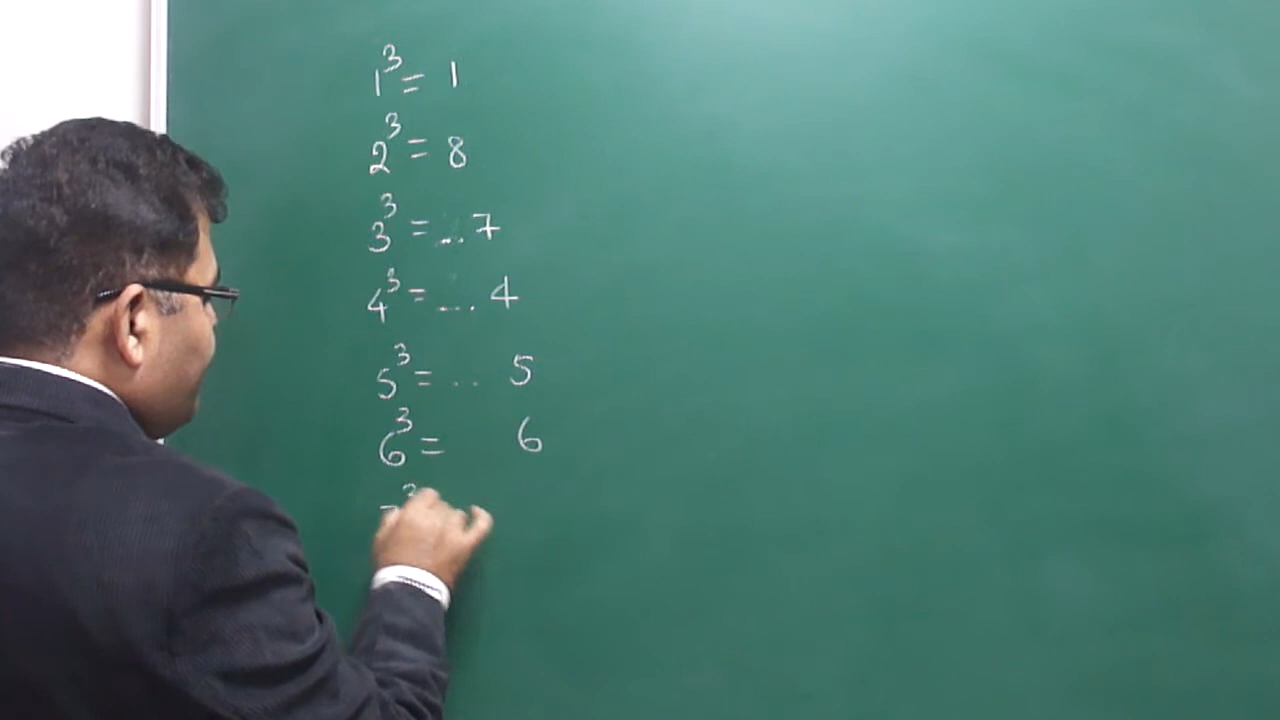 1³ = 1
2³ = 8
3³ = ...7
4³ = ... 4
5³ = ... 5
6³ = 6